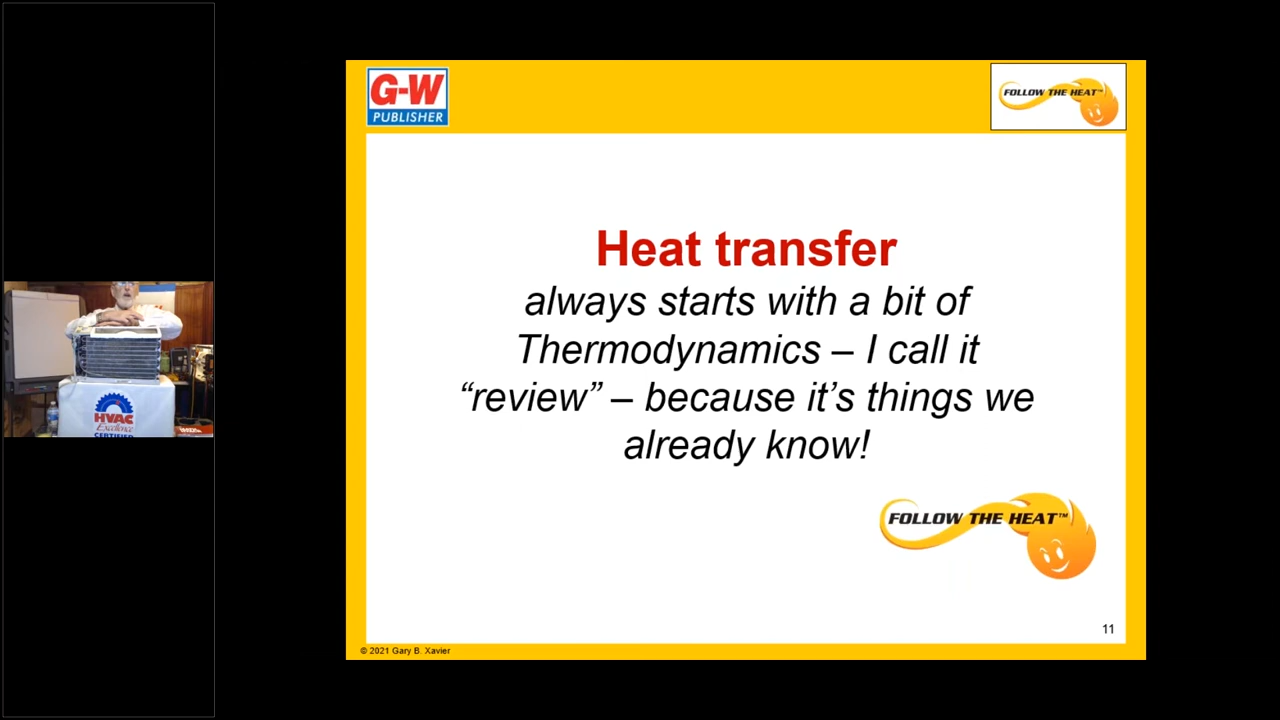 G-W
PUBLISHER
FOLLOW THE HEAT™
Heat transfer
always starts with a bit of
Thermodynamics – I call it
“review” – because it’s things we
already know!
FOLLOW THE HEAT™
11
© 2021 Gary B. Xavier
HVAC
Excellence
CERTIFIED